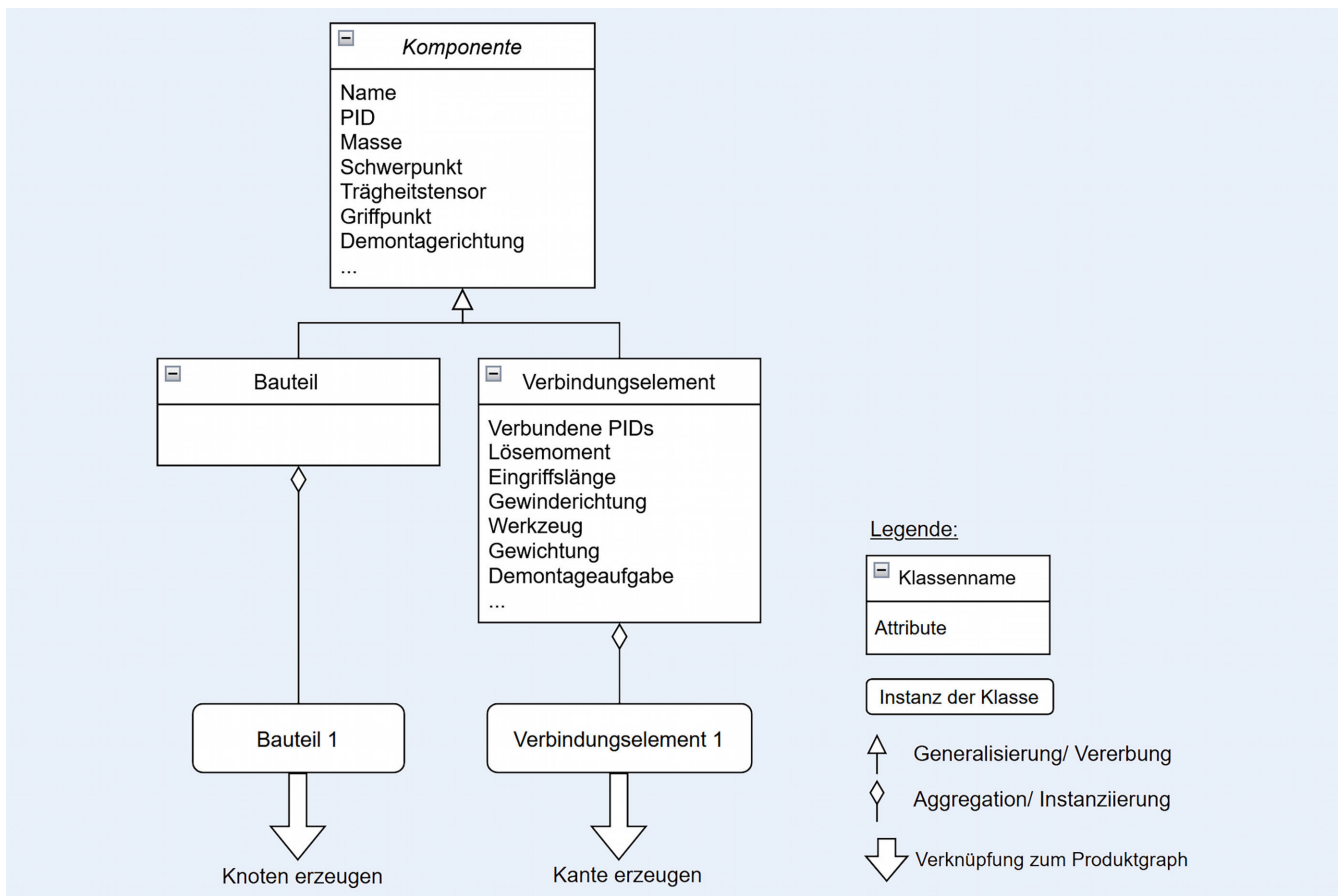 Komponente
Name
PID
Masse
Schwerpunkt
Trägheitstensor
Griffpunkt
Demontagerichtung
...
Bauteil
Verbindungselement
Verbundene PIDs
Lösemoment
Eingriffslänge
Gewinderichtung
Werkzeug
Gewichtung
Demontageaufgabe
...
Bauteil 1
Verbindungselement 1
Knoten erzeugen
Kante erzeugen
Legende:
Klassenname
Attribute
Instanz der Klasse
Generalisierung/ Vererbung
Aggregation/ Instanziierung
Verknüpfung zum Produktgraph